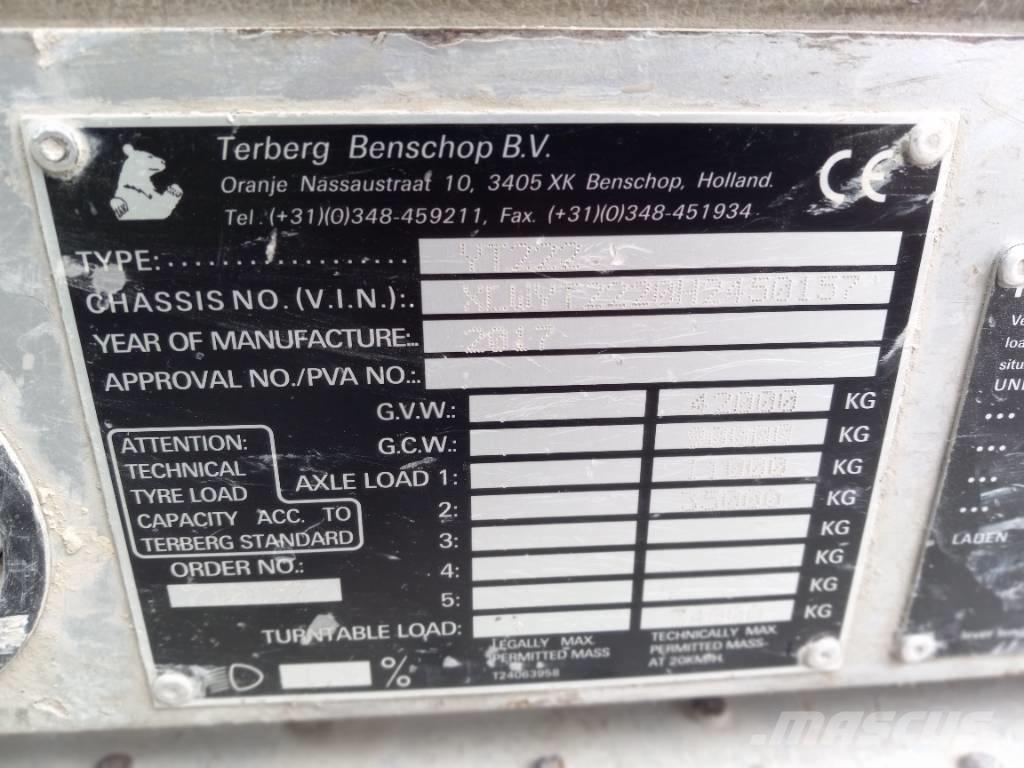 Terberg Benschop B.V.
Oranje Nassaustraat 10, 3405 XK Benschop, Holland.
Tel. (+31)(0)348-459211, Fax. (+31)(0)348-451934
CE
TYPE:.................. YT222
CHASSIS NO. (V.I.N.):.
YEAR OF MANUFACTURE:.. 2017
APPROVAL NO./PVA NO.:..
G.V.W.: 42000 KG
G.C.W.: KG
AXLE LOAD 1: KG
2: 35000 KG
3: KG
4: KG
5: KG
TURNTABLE LOAD: KG
ATTENTION:
TECHNICAL
TYRE LOAD
CAPACITY ACC. TO
TERBERG STANDARD
ORDER NO.:
%
LEGALLY MAX.
PERMITTED MASS
T24063958
TECHNICALLY MAX.
PERMITTED MASS
AT 20KM/H.
LADEN
MASCUS